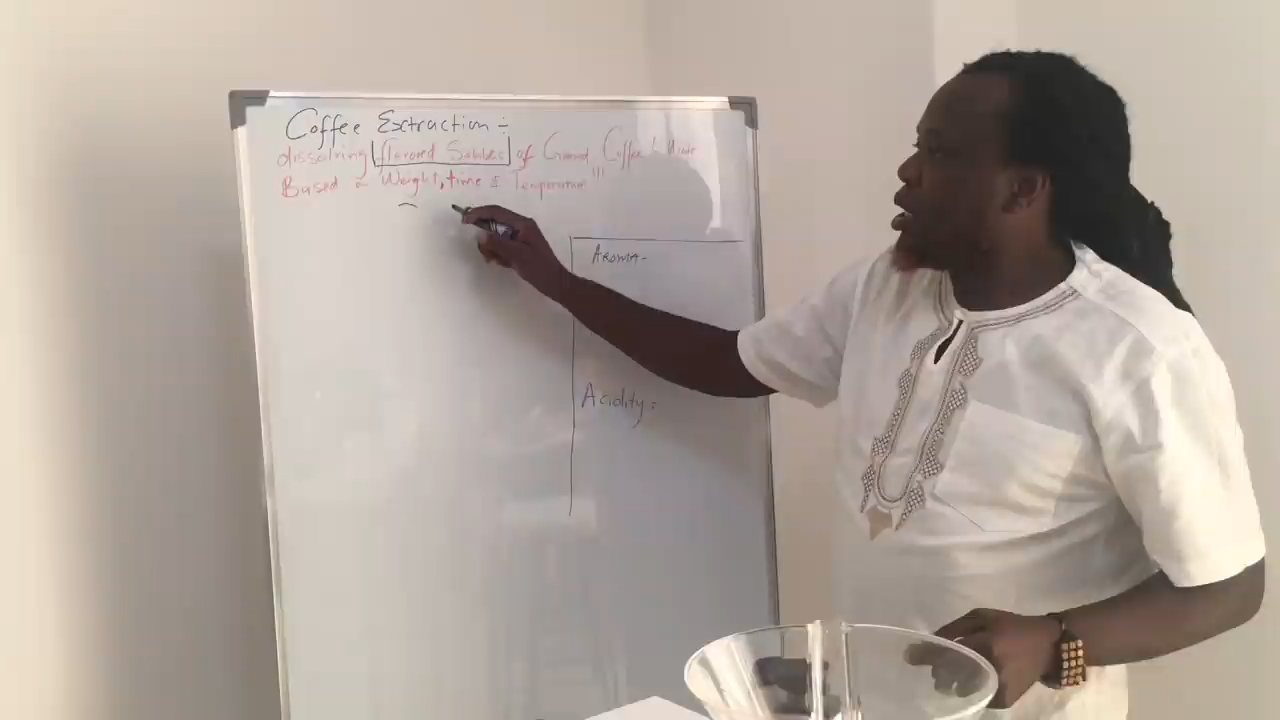 Coffee Extraction ÷
dissolving flavored Solubles of Ground Coffee
Based on Weight, time & Temperature !!!
AROMA-
Acidity :